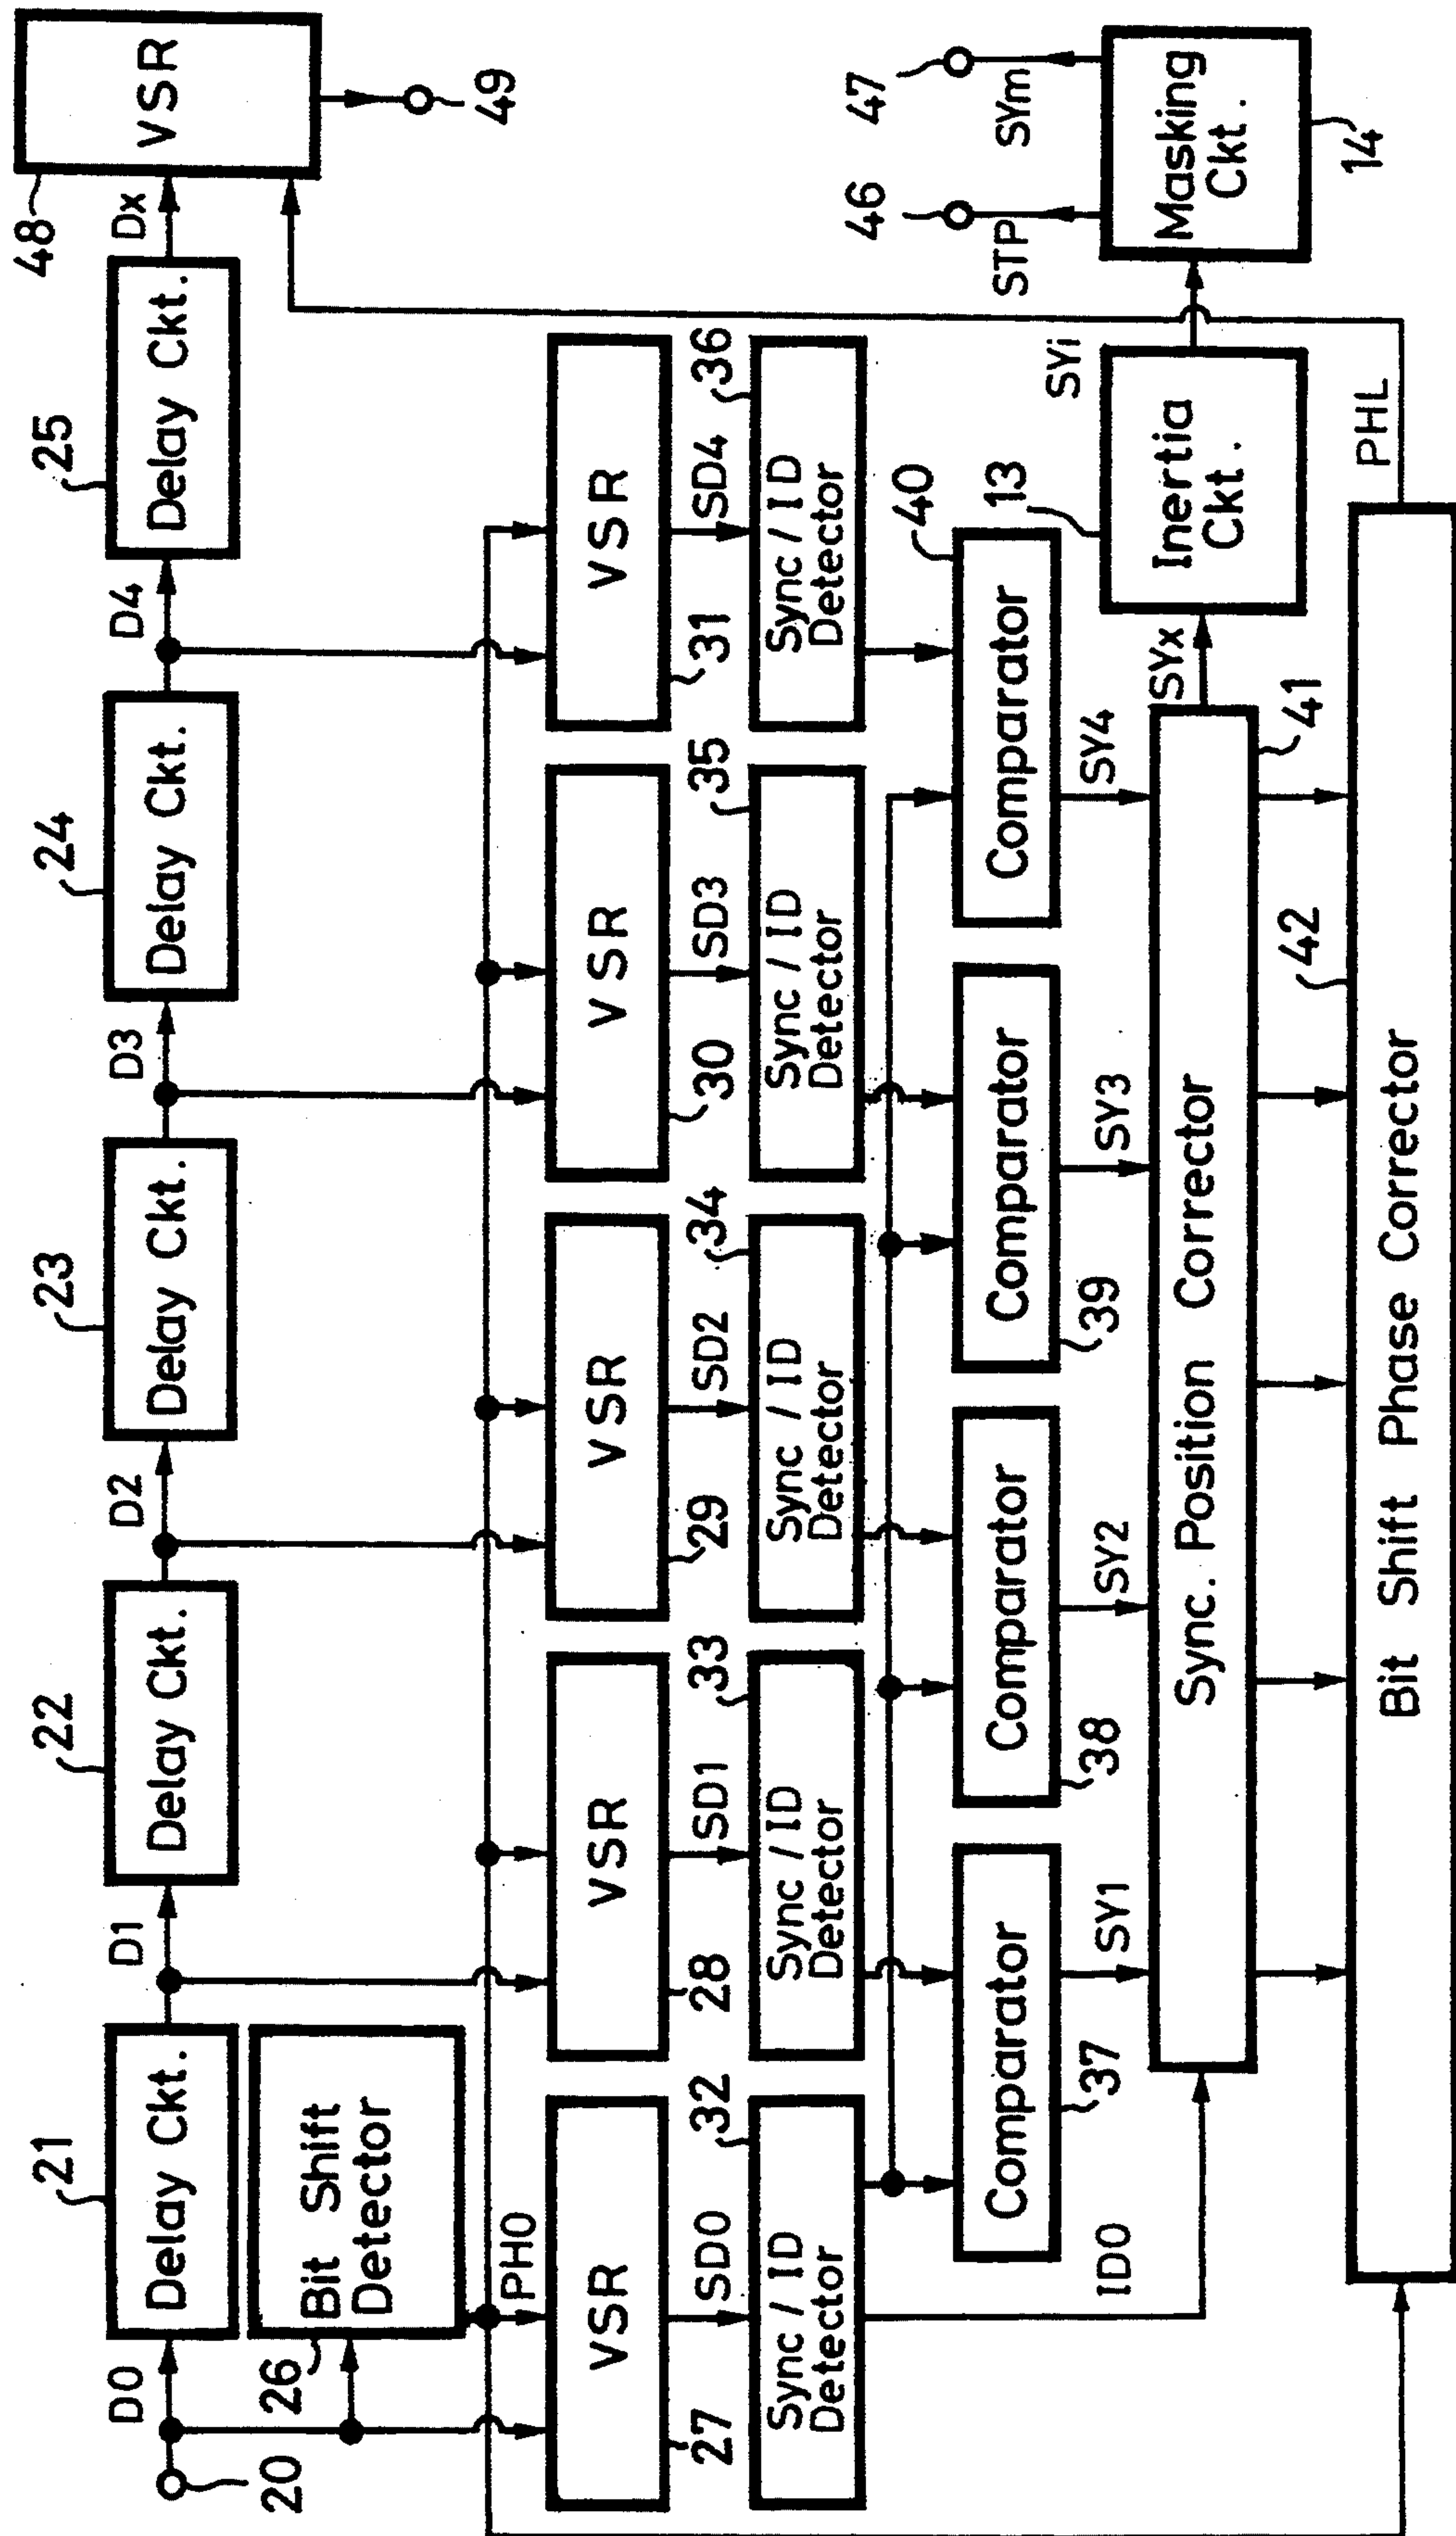 21
22
23
24
25
48
D0
Delay Ckt.
D1
Delay Ckt.
D2
Delay Ckt.
D3
Delay Ckt.
D4
Delay Ckt.
Dx
VSR
20
26
Bit Shift
Detector
49
PH0
27
VSR
28
VSR
29
VSR
30
VSR
31
VSR
SD0
32
SD1
33
SD2
34
SD3
35
SD4
36
Sync / ID
Detector
Sync / ID
Detector
Sync / ID
Detector
Sync / ID
Detector
Sync / ID
Detector
46
47
40
STP
SYm
Comparator
Comparator
Comparator
Comparator
13
SYi
ID0
37
SY1
38
SY2
39
SY3
SY4
SYx
Inertia
Ckt.
Masking
Ckt.
Sync. Position Corrector
41
14
42
PHL
Bit Shift Phase Corrector